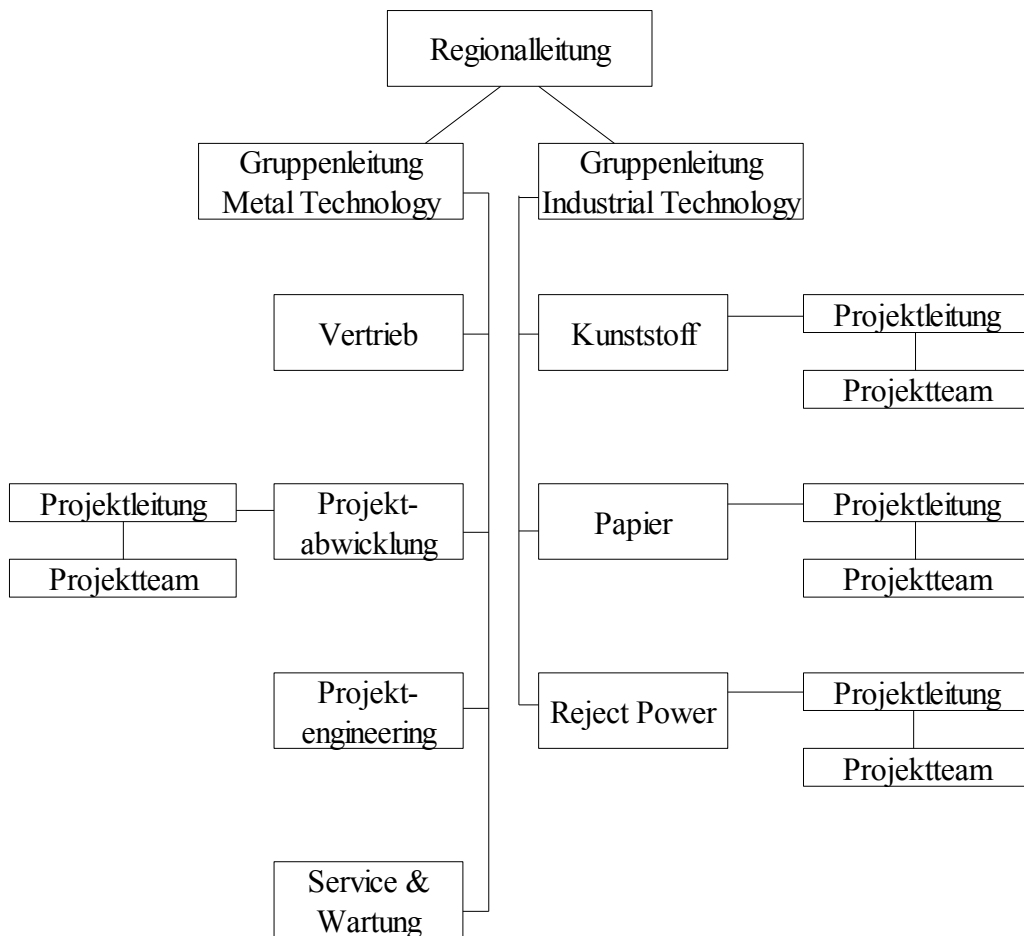 Regionalleitung
Gruppenleitung
Metal Technology
Gruppenleitung
Industrial Technology
Vertrieb
Kunststoff
Projektleitung
Projektteam
Projektleitung
Projektteam
Projekt-
abwicklung
Papier
Projektleitung
Projektteam
Projekt-
engineering
Reject Power
Projektleitung
Projektteam
Service &
Wartung